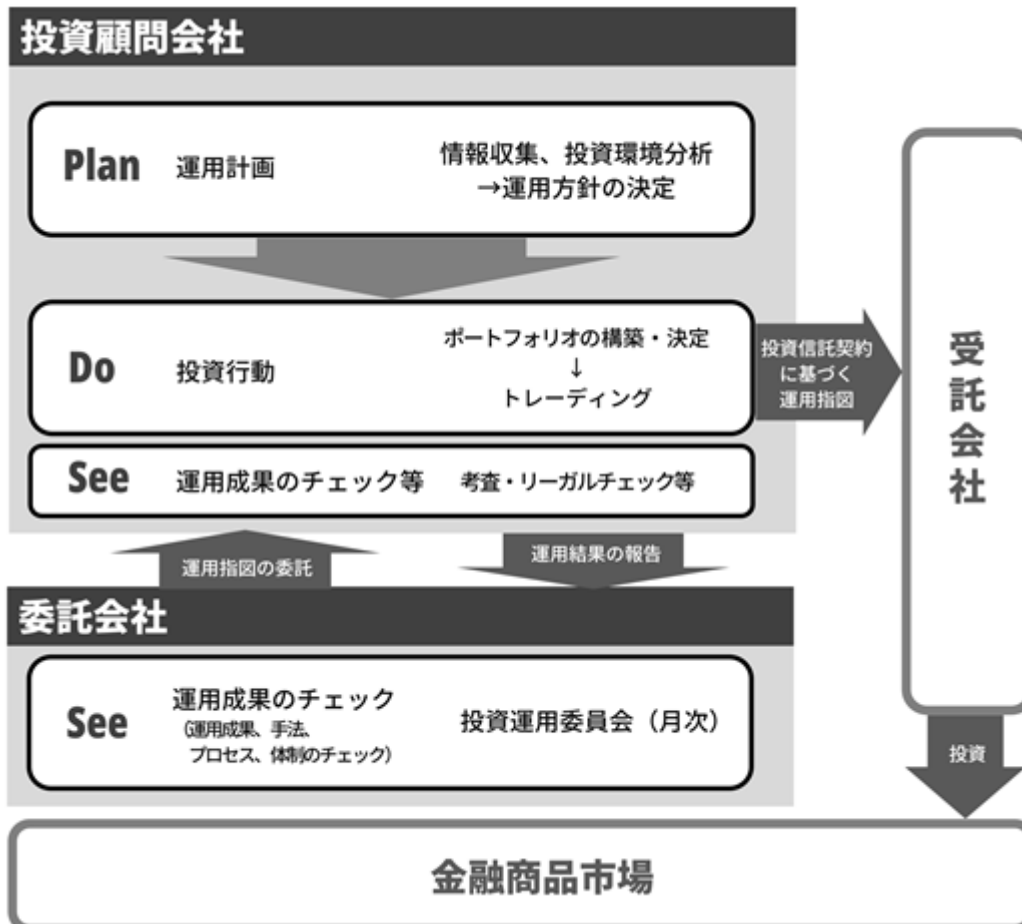 投資顧問会社
Plan 運用計画
情報収集、投資環境分析
→運用方針の決定
Do 投資行動
ポートフォリオの構築・決定
↓
トレーディング
投資信託契約
に基づく
運用指図
受託会社
See 運用成果のチェック等 考査・リーガルチェック等
運用指図の委託
運用結果の報告
委託会社
See
運用成果のチェック
(運用成果、手法、
プロセス、体制のチェック)
投資運用委員会(月次)
投資
金融商品市場